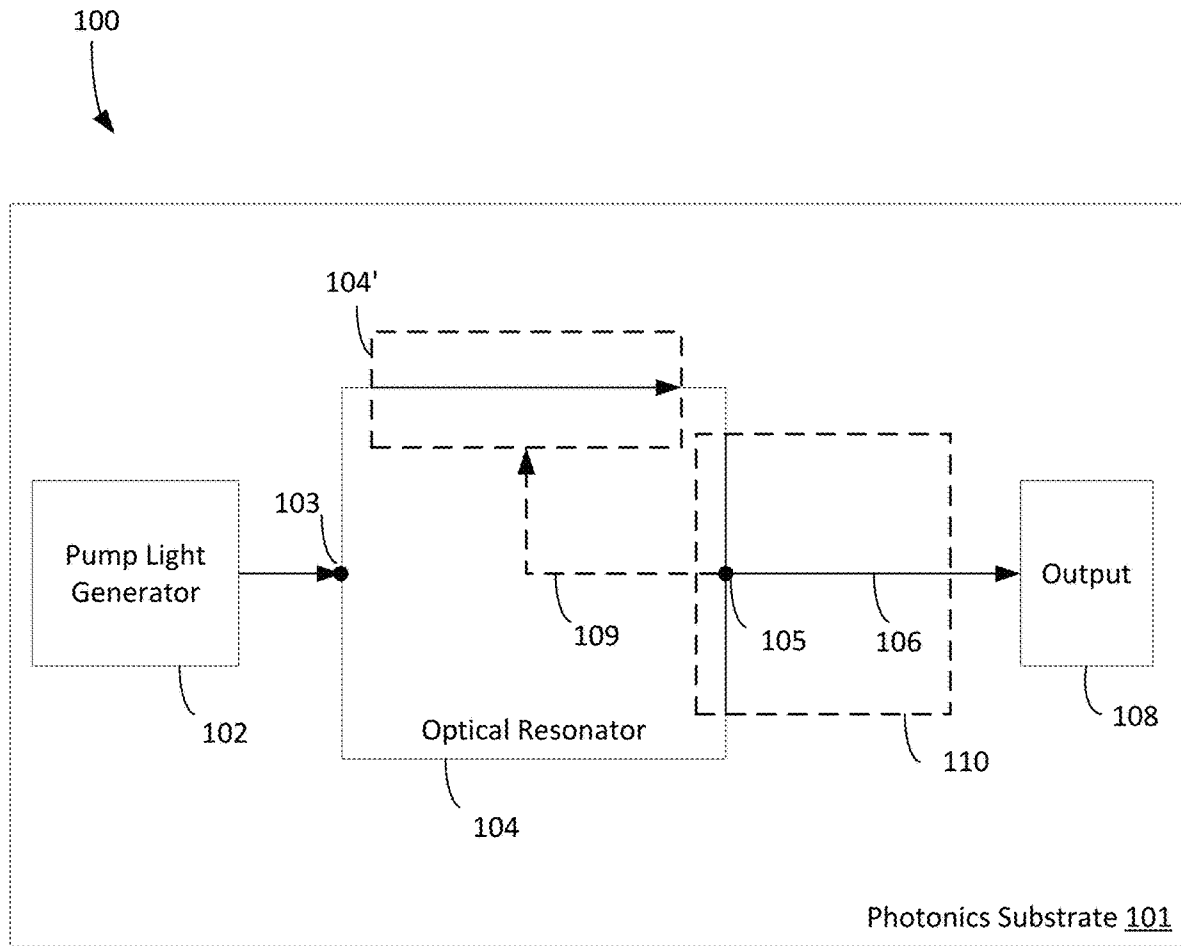 100
104'
103
Pump Light
Generator
Output
109
105
106
102
Optical Resonator
110
108
104
Photonics Substrate 101